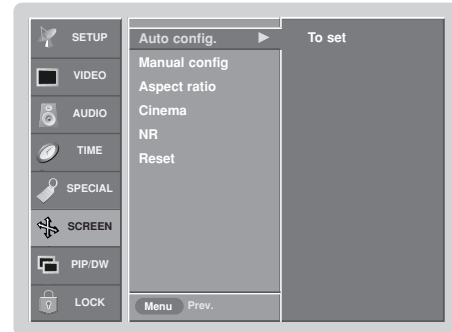 SETUP
VIDEO
AUDIO
TIME
SPECIAL
SCREEN
PIP/DW
LOCK
Auto config. ▶
Manual config
Aspect ratio
Cinema
NR
Reset
Menu Prev.
To set